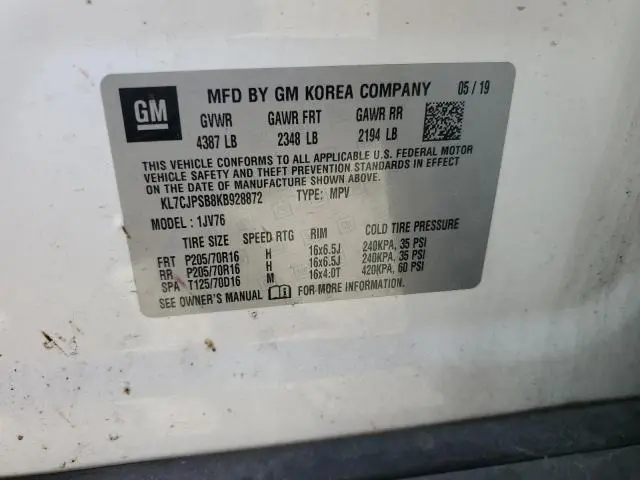 GM
MFD BY GM KOREA COMPANY 05 / 19
GVWR GAWR FRT GAWR RR
4387 LB 2348 LB 2194 LB
THIS VEHICLE CONFORMS TO ALL APPLICABLE U.S. FEDERAL MOTOR
VEHICLE SAFETY, BUMPER, AND THEFT PREVENTION STANDARDS IN EFFECT
ON THE DATE OF MANUFACTURE SHOWN ABOVE.
KL7CJPSB8KB928872 TYPE: MPV
MODEL : 1JV76
TIRE SIZE SPEED RTG RIM COLD TIRE PRESSURE
FRT P205/70R16 H 16x6.5J 240KPA, 35 PSI
RR P205/70R16 H 16x6.5J 240KPA, 35 PSI
SPA T125/70D16 M 16x4.0T 420KPA, 60 PSI
SEE OWNER'S MANUAL FOR MORE INFORMATION